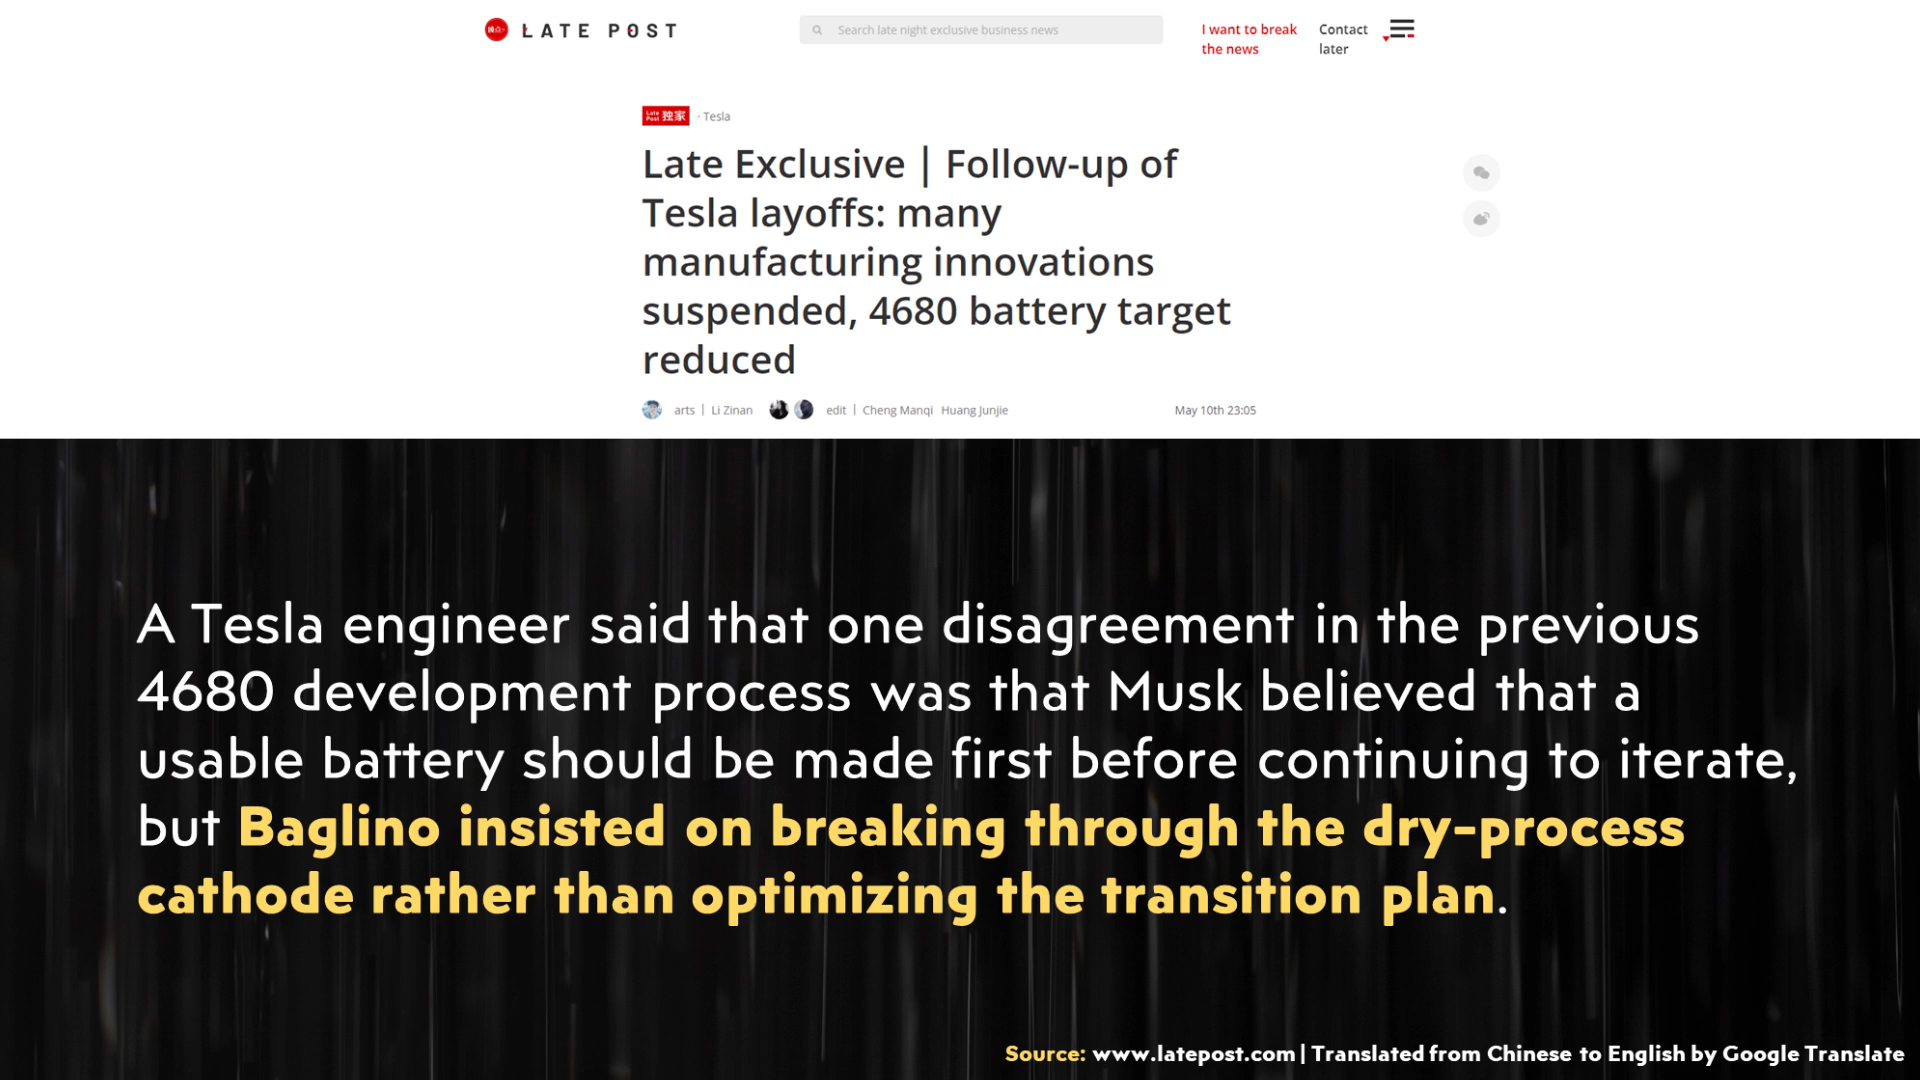 LATE POST
Search late night exclusive business news
I want to break
the news
Contact
later
Late
Post 独家 · Tesla
Late Exclusive | Follow-up of
Tesla layoffs: many
manufacturing innovations
suspended, 4680 battery target
reduced
arts | Li Zinan edit | Cheng Manqi Huang Junjie May 10th 23:05
A Tesla engineer said that one disagreement in the previous
4680 development process was that Musk believed that a
usable battery should be made first before continuing to iterate,
but Baglino insisted on breaking through the dry-process
cathode rather than optimizing the transition plan.
Source: www.latepost.com | Translated from Chinese to English by Google Translate